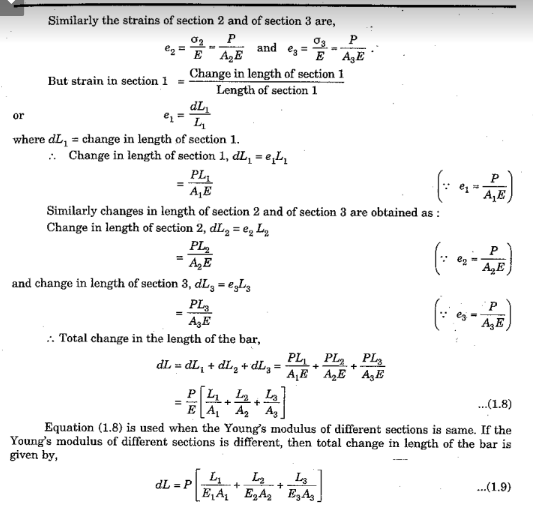 Similarly the strains of section 2 and of section 3 are,
e₂ = σ₂/E = P/A₂E and e₃ = σ₃/E = P/A₃E.
But strain in section 1 = Change in length of section 1 / Length of section 1
or e₁ = dL₁/L₁
where dL₁ = change in length of section 1.
∴ Change in length of section 1, dL₁ = e₁L₁
= PL₁/A₁E (∵ e₁ = P/A₁E)
Similarly changes in length of section 2 and of section 3 are obtained as :
Change in length of section 2, dL₂ = e₂ L₂
= PL₂/A₂E (∵ e₂ = P/A₂E)
and change in length of section 3, dL₃ = e₃L₃
= PL₃/A₃E (∵ e₃ = P/A₃E)
∴ Total change in the length of the bar,
dL = dL₁ + dL₂ + dL₃ = PL₁/A₁E + PL₂/A₂E + PL₃/A₃E
= P/E [L₁/A₁ + L₂/A₂ + L₃/A₃] ...(1.8)
Equation (1.8) is used when the Young's modulus of different sections is same. If the
Young's modulus of different sections is different, then total change in length of the bar is
given by,
dL = P [L₁/E₁A₁ + L₂/E₂A₂ + L₃/E₃A₃] ...(1.9)